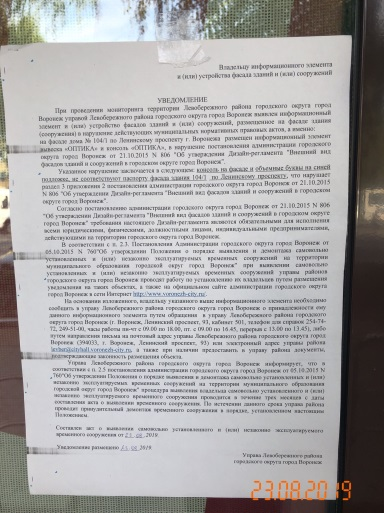 Владельцу информационного элемента
и (или) устройства фасада зданий и (или) сооружений
УВЕДОМЛЕНИЕ
При проведении мониторинга территории Левобережного района городского округа город
Воронеж управой Левобережного района городского округа город Воронеж выявлен информационный
элемент и (или) устройство фасадов зданий и сооружений, размещенное на фасаде здания
(сооружения) в нарушение действующих муниципальных нормативных правовых актов, а именно:
на фасаде дома № 104/1 по Ленинскому проспекту г. Воронежа размещен информационный элемент
вывеска «ОПТИКА» и консоль «ОПТИКА», в нарушение постановления администрации городского
округа город Воронеж от 21.10.2015 N 806 "Об утверждении Дизайн-регламента "Внешний вид
фасадов зданий и сооружений в городском округе город Воронеж".
Указанное нарушение заключается в следующем: консоль на фасаде и объемные буквы на синей
подложке, не соответствуют паспорту фасада здания 104/1 по Ленинскому проспекту, что нарушает
раздел 3 приложения 2 постановления администрации городского округа город Воронеж от 21.10.2015
N 806 "Об утверждении Дизайн-регламента "Внешний вид фасадов зданий и сооружений в городском
округе город Воронеж".
Согласно постановлению администрации городского округа город Воронеж от 21.10.2015 N 806
"Об утверждении Дизайн-регламента "Внешний вид фасадов зданий и сооружений в городском округе
город Воронеж" требования настоящего Дизайн-регламента являются обязательными для исполнения
всеми юридическими, физическими, должностными лицами, индивидуальными предпринимателями,
действующими на территории городского округа город Воронеж.
В соответствии с п. 2.3. Постановления Администрации городского округа город Воронеж от
05.10.2015 N 760"Об утверждении Положения о порядке выявления и демонтажа самовольно
установленных и (или) незаконно эксплуатируемых временных сооружений на территории
муниципального образования городской округ город Воронеж" при выявлении самовольно
установленных и (или) незаконно эксплуатируемых временных сооружений управы районов
городского округа город Воронеж проводят работу по установлению их владельцев путем размещения
уведомления на таких объектах, а также на официальном сайте администрации городского округа
город Воронеж в сети Интернет http://www.voronezh-city.ru/.
На основании изложенного, владельцу указанного выше информационного элемента необходимо
сообщить в управу Левобережного района городского округа город Воронеж о принадлежности ему
данного информационного элемента путем обращения в управу Левобережного района городского
округа город Воронеж (г. Воронеж, Ленинский проспект, 93, кабинет 501, телефон для справок 254-74-
72, 249-51-00, часы работы пн-чт с 09.00 по 18.00, пт. с 09.00 по 16.45, перерыв с 13.00 по 13.45), либо
путем направления письма на почтовый адрес управы Левобережного района городского округа город
Воронеж (394033, г. Воронеж, Ленинский проспект, 93) или электронный адрес управы района
cityhall.voronezh-city.ru, а также при наличии предоставить в управу района документы,
подтверждающие законность размещения объекта.
Управа Левобережного района городского округа город Воронеж информирует, что в
соответствии с п. 2.5 постановления администрации городского округа город Воронеж от 05.10.2015 N
760"Об утверждении Положения о порядке выявления и демонтажа самовольно установленных и (или)
незаконно эксплуатируемых временных сооружений на территории муниципального образования
городской округ город Воронеж" процедура выявления владельца самовольно установленного и (или)
незаконно эксплуатируемого временного сооружения проводится в течение трех месяцев с даты
составления акта о выявлении временного сооружения. По истечении данного срока управа района
проводит принудительный демонтаж временного сооружения в порядке, установленном настоящим
Положением.
Составлен акт о выявлении самовольно установленного и (или) незаконно эксплуатируемого
временного сооружения от 2019.
Уведомление размещено 2019.
Управа Левобережного района
городского округа город Воронеж
23.08.2019